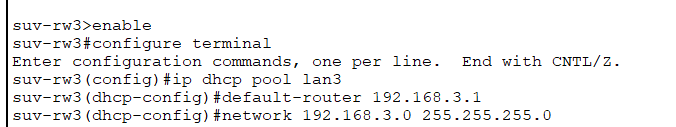 suv-rw3>enable
suv-rw3#configure terminal
Enter configuration commands, one per line.  End with CNTL/Z.
suv-rw3(config)#ip dhcp pool lan3
suv-rw3(dhcp-config)#default-router 192.168.3.1
suv-rw3(dhcp-config)#network 192.168.3.0 255.255.255.0